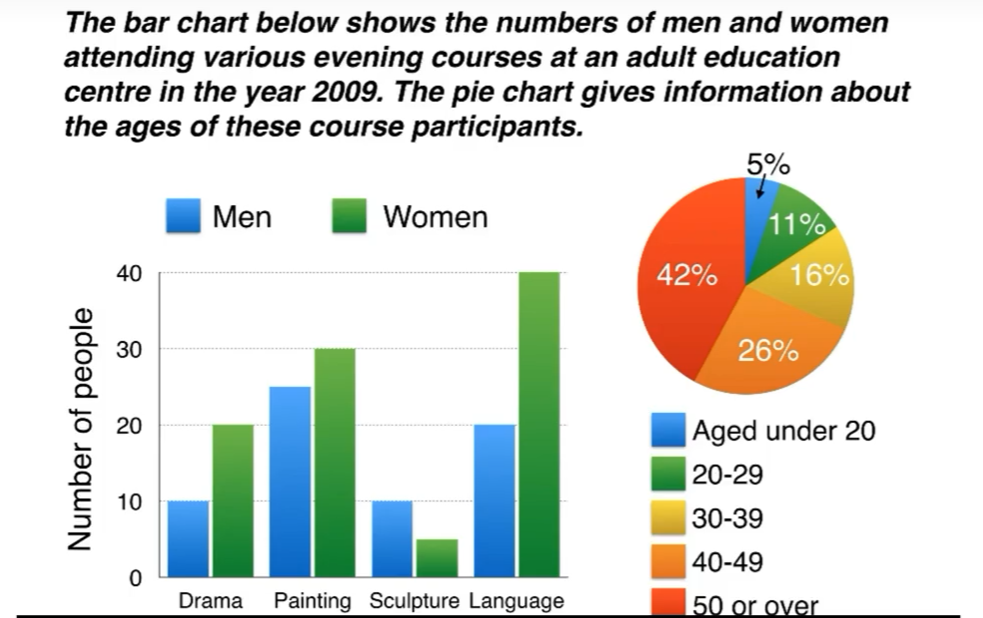 The bar chart below shows the numbers of men and women
attending various evening courses at an adult education
centre in the year 2009. The pie chart gives information about
the ages of these course participants.
5%
Men
Women
11%
42%
16%
26%
40
30
20
10
0
Number of people
Drama
Painting
Sculpture
Language
Aged under 20
20-29
30-39
40-49
50 or over